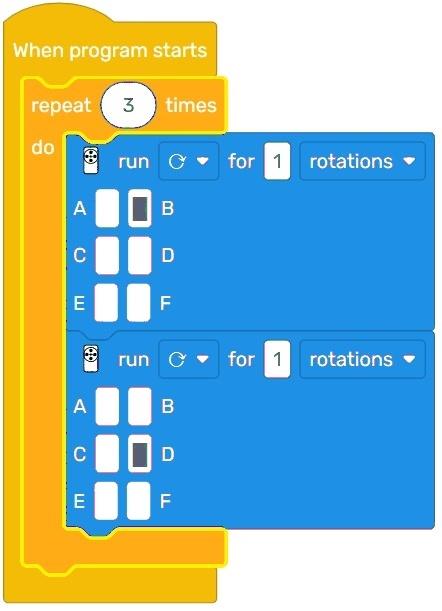 When program starts
repeat 3 times
do
run for 1 rotations
A B
C D
E F
run for 1 rotations
A B
C D
E F